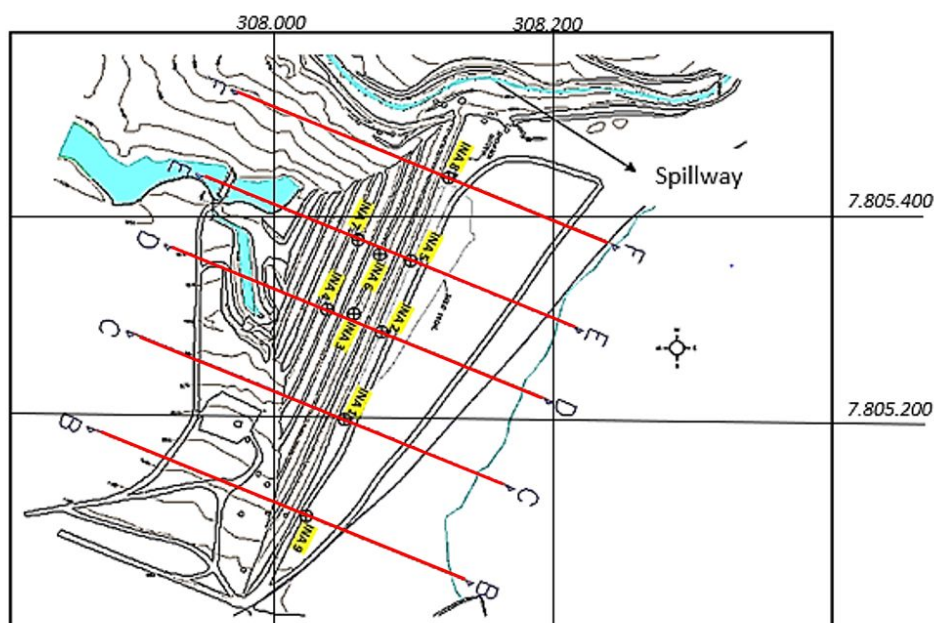 308.000
308.200
F
INA 8
Spillway
E
7.805.400
INA 7
INA 5
F
D
INA 6
INA 4
INA 2
INA 3
E
C
D
INA 1
7.805.200
B
C
INA 9
B